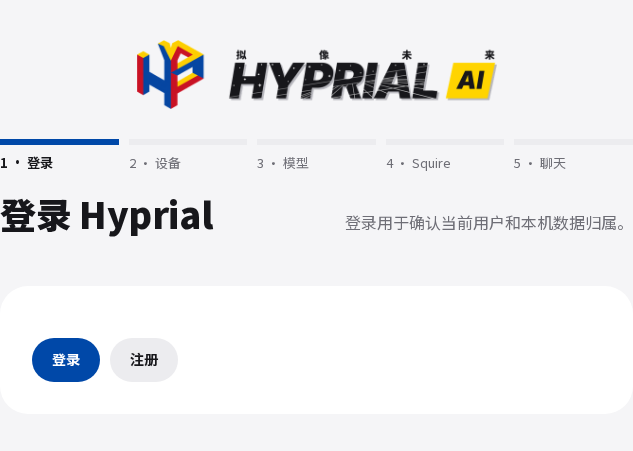 拟 像 未 来
HYPRIAL AI
1 · 登录
2 · 设备
3 · 模型
4 · Squire
5 · 聊天
登录 Hyprial
登录用于确认当前用户和本机数据归属。
登录
注册